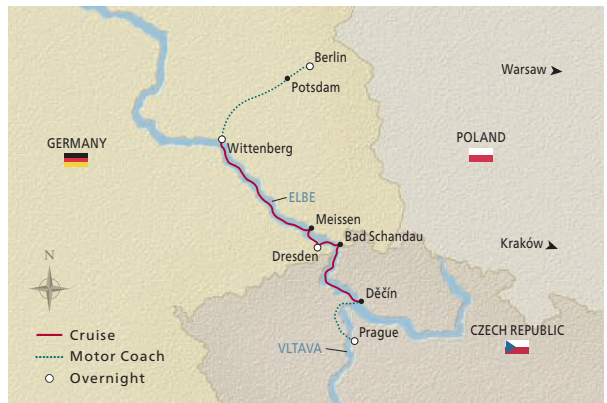 Berlin
Warsaw
Potsdam
GERMANY
Wittenberg
POLAND
ELBE
Meissen
Bad Schandau
Kraków
Dresden
N
Děčín
CZECH REPUBLIC
Cruise
Motor Coach
Overnight
VLTAVA
Prague